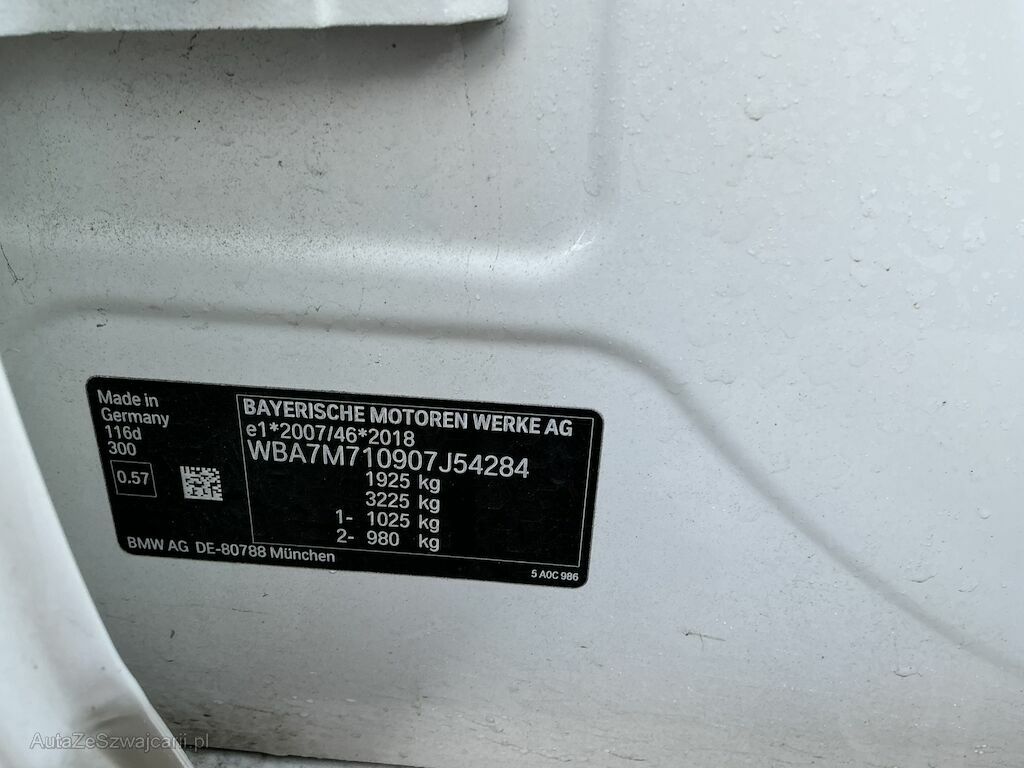 Made in
Germany
116d
300
0.57
BAYERISCHE MOTOREN WERKE AG
e1*2007/46*2018
WBA7M710907J54284
1925 kg
3225 kg
1- 1025 kg
2- 980 kg
BMW AG DE-80788 München
5 A0C 986
AutaZeSzwajcarii.pl